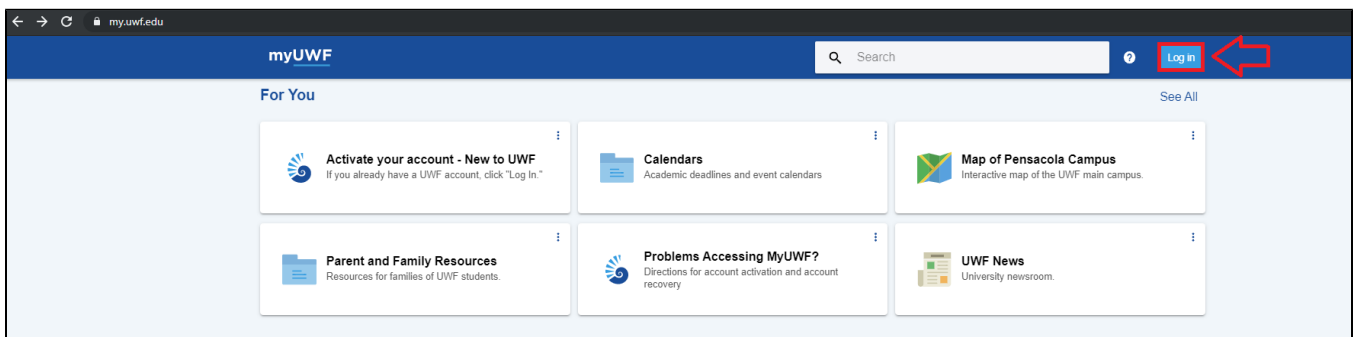 my.uwf.edu
myUWF
Search
Log in
For You
See All
Activate your account - New to UWF
If you already have a UWF account, click "Log In."
Calendars
Academic deadlines and event calendars
Map of Pensacola Campus
Interactive map of the UWF main campus.
Parent and Family Resources
Resources for families of UWF students.
Problems Accessing MyUWF?
Directions for account activation and account
recovery
UWF News
University newsroom.